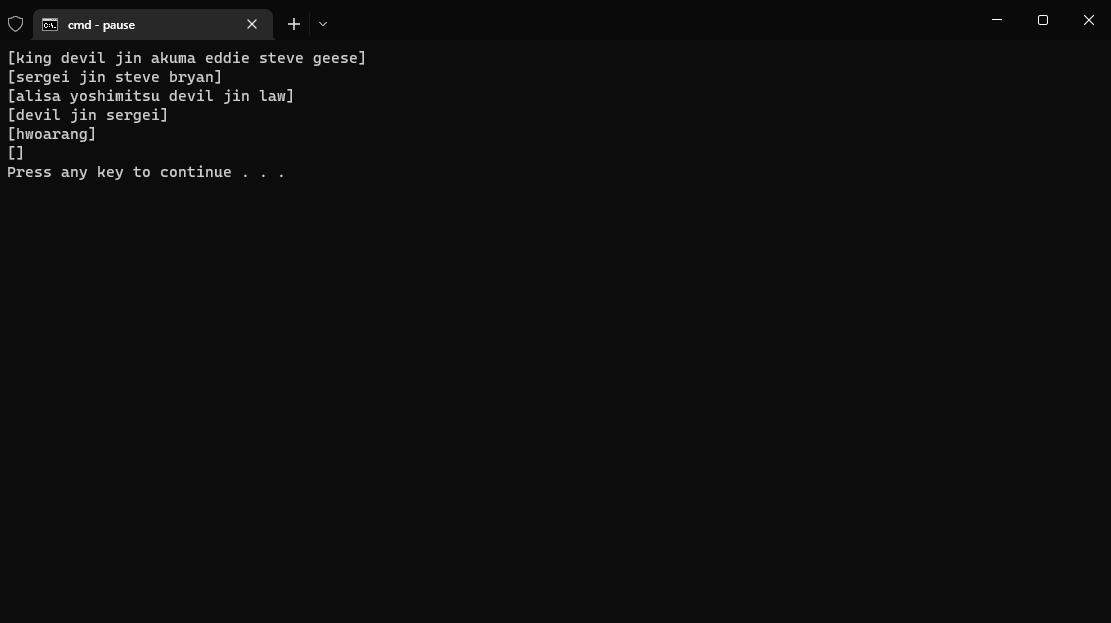 cmd - pause
[king devil jin akuma eddie steve geese]
[sergei jin steve bryan]
[alisa yoshimitsu devil jin law]
[devil jin sergei]
[hwoarang]
[]
Press any key to continue . . .